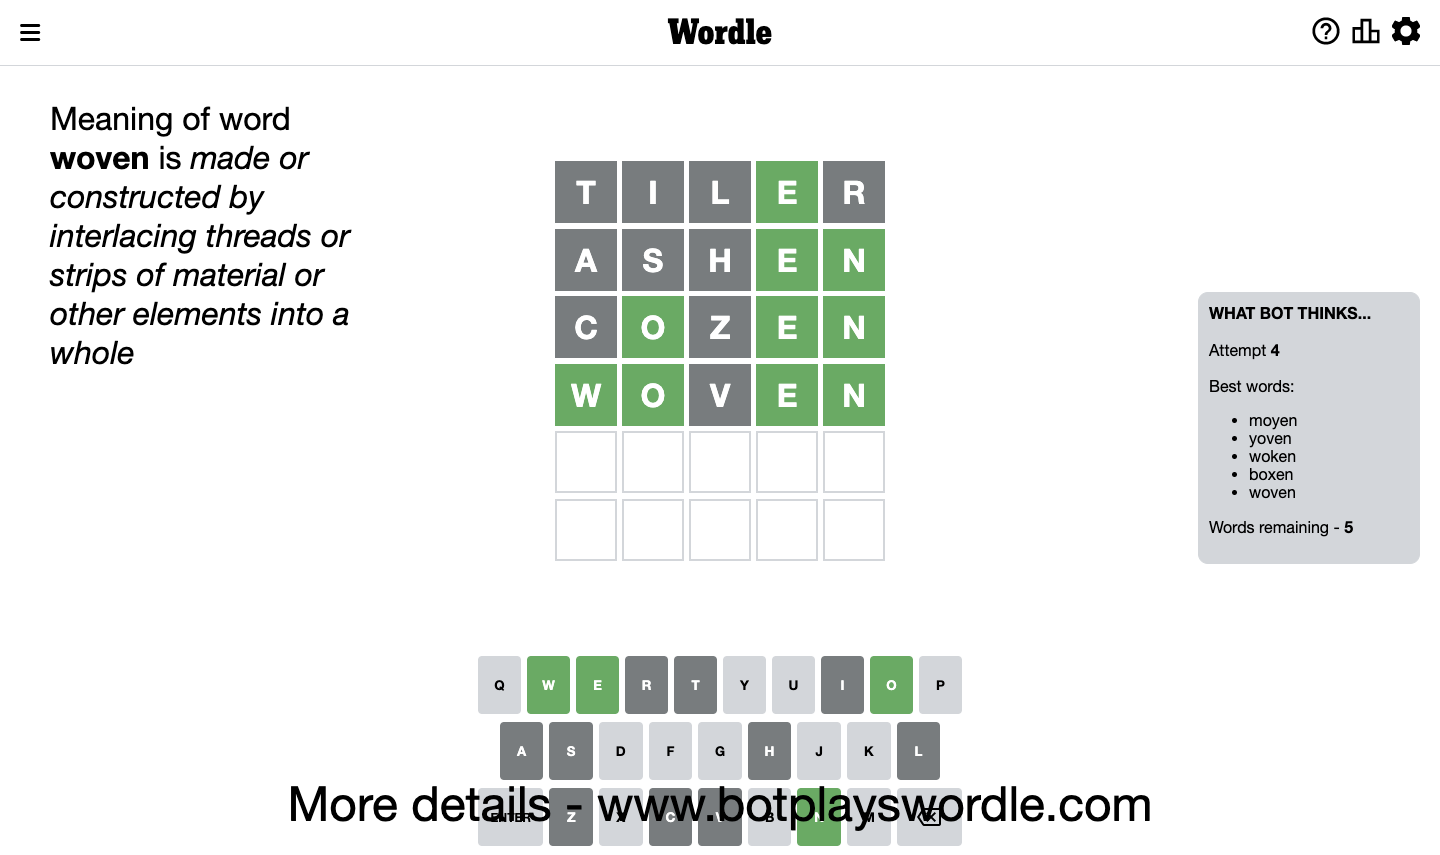 Wordle
Meaning of word
woven is made or
constructed by
interlacing threads or
strips of material or
other elements into a
whole
T I L E R
A S H E N
C O Z E N
W O V E N
WHAT BOT THINKS...
Attempt 4
Best words:
moyen
yoven
woken
boxen
woven
Words remaining - 5
Q W E R T Y U I O P
A S D F G H J K L
ENTER Z X C V B N M
More details - www.botplayswordle.com